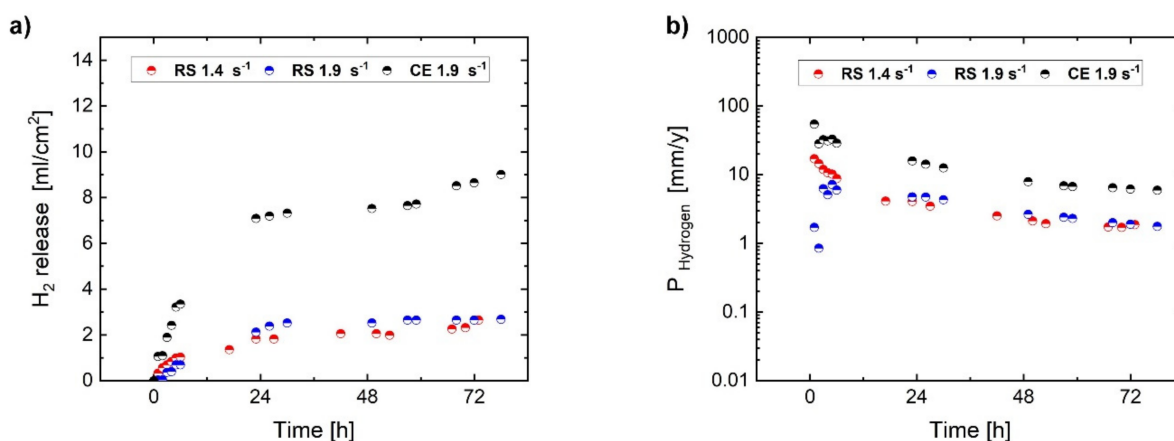 a)
H2 release [ml/cm²]
14
12
10
8
6
4
2
0
RS 1.4 s⁻¹ RS 1.9 s⁻¹ CE 1.9 s⁻¹
0 24 48 72
Time [h]
b)
P Hydrogen [mm/y]
1000
100
10
1
0.1
0.01
RS 1.4 s⁻¹ RS 1.9 s⁻¹ CE 1.9 s⁻¹
0 24 48 72
Time [h]